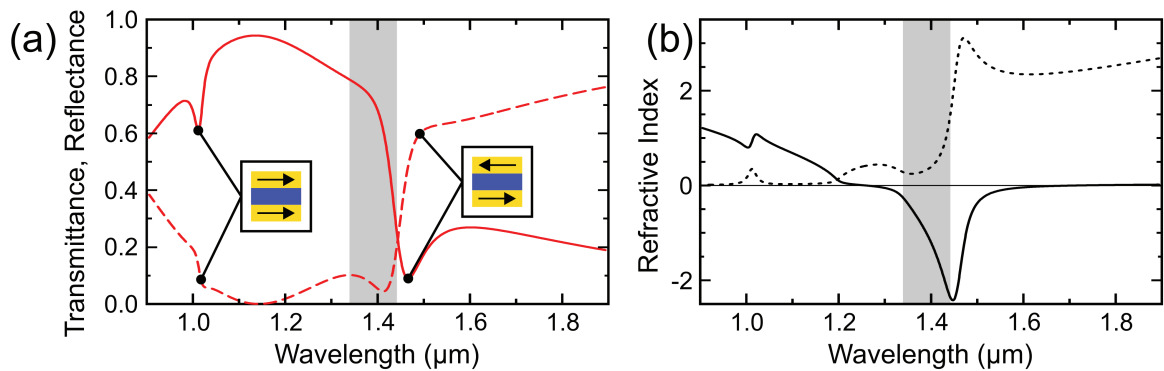 (a)
Transmittance, Reflectance
1.0
0.8
0.6
0.4
0.2
0.0
1.0 1.2 1.4 1.6 1.8
Wavelength (μm)
(b)
Refractive Index
2
0
-2
1.0 1.2 1.4 1.6 1.8
Wavelength (μm)